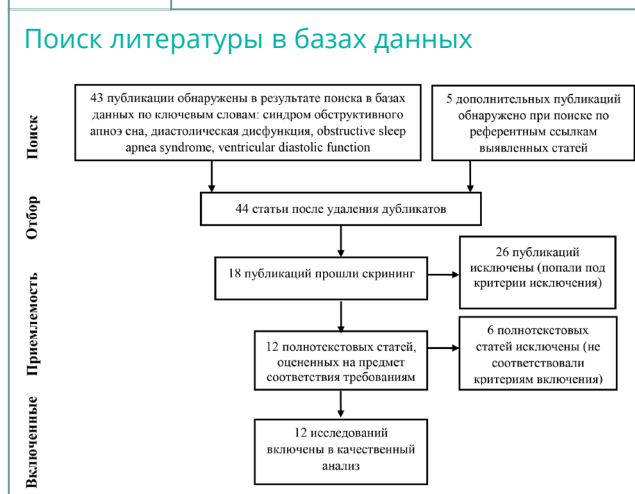 Поиск литературы в базах данных
43 публикации обнаружены в результате поиска в базах
данных по ключевым словам: синдром обструктивного
апноэ сна, диастолическая дисфункция, obstructive sleep
apnea syndrome, ventricular diastolic function
5 дополнительных публикаций
обнаружено при поиске по
референтным ссылкам
выявленных статей
Поиск
44 статьи после удаления дубликатов
Отбор
18 публикаций прошли скрининг
26 публикаций
исключены (попали под
критерии исключения)
Приемлемость
12 полнотекстовых статей,
оцененных на предмет
соответствия требованиям
6 полнотекстовых
статей исключены (не
соответствовали
критериям включения)
Включенные
12 исследований
включены в качественный
анализ